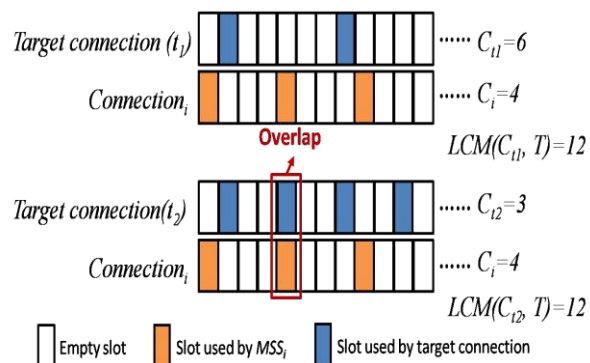 Target connection (t₁) ...... Cₜ₁=6
Connectionᵢ ...... Cᵢ=4
Overlap
LCM(Cₜ₁, T)=12
Target connection(t₂) ...... Cₜ₂=3
Connectionᵢ ...... Cᵢ=4
LCM(Cₜ₂, T)=12
Empty slot Slot used by MSSᵢ Slot used by target connection